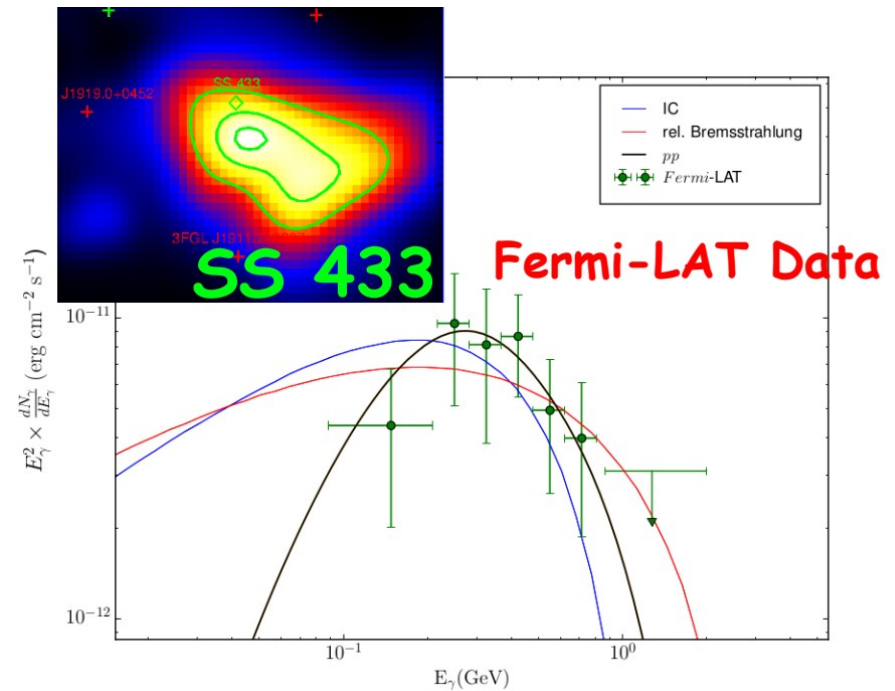 SS 433
J1919.0+0452
3FGL J1911
SS 433
Fermi-LAT Data
IC
rel. Bremsstrahlung
pp
Fermi-LAT
10⁻¹¹
10⁻¹²
E²γ × dNγ/dEγ (erg cm⁻² s⁻¹)
10⁻¹
10⁰
Eγ(GeV)